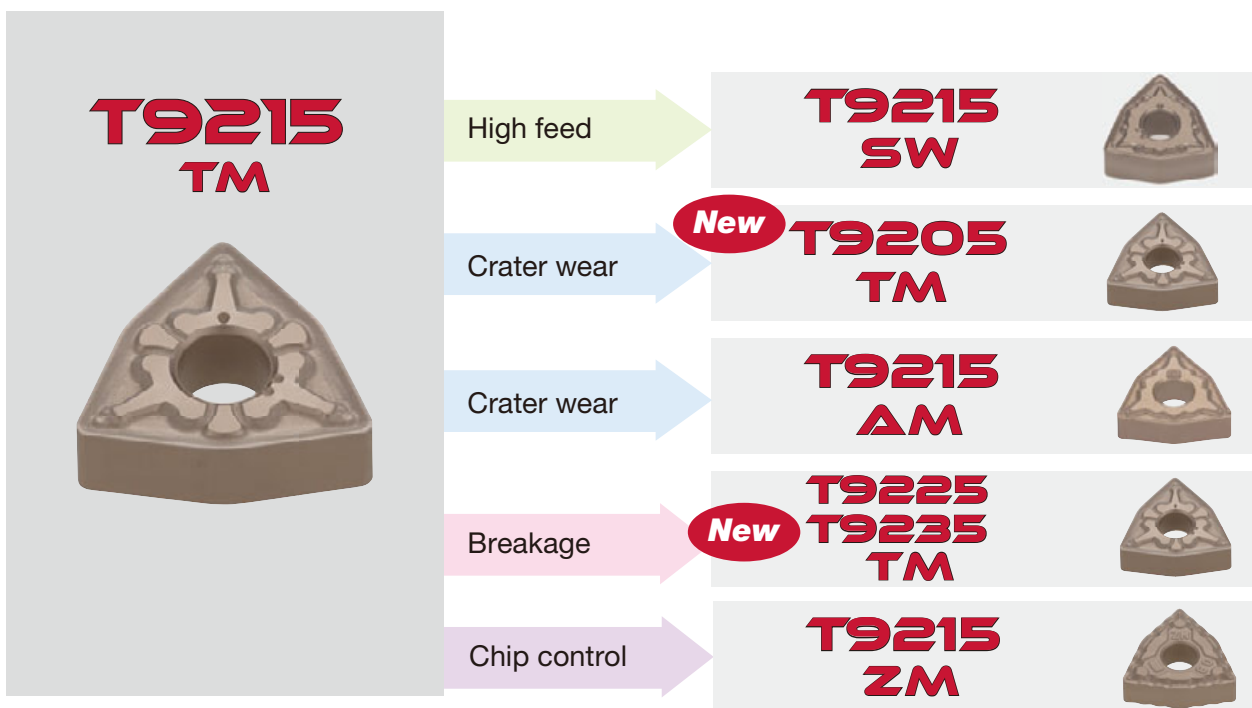 T9215
TM
High feed
T9215
SW
Crater wear
New
T9205
TM
Crater wear
T9215
AM
Breakage
New
T9225
T9235
TM
Chip control
T9215
ZM